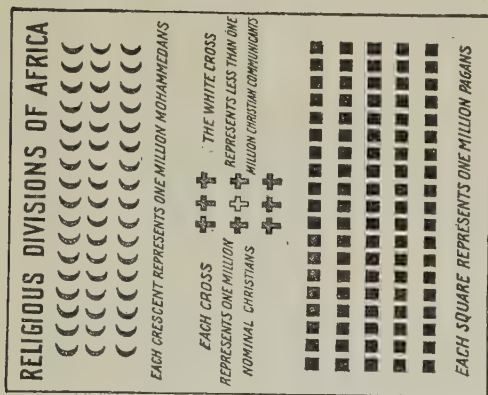 RELIGIOUS DIVISIONS OF AFRICA
EACH CRESCENT REPRESENTS ONE MILLION MOHAMMEDANS
EACH CROSS
REPRESENTS ONE MILLION
NOMINAL CHRISTIANS
THE WHITE CROSS
REPRESENTS LESS THAN ONE
MILLION CHRISTIAN COMMUNICANTS
EACH SQUARE REPRESENTS ONE MILLION PAGANS